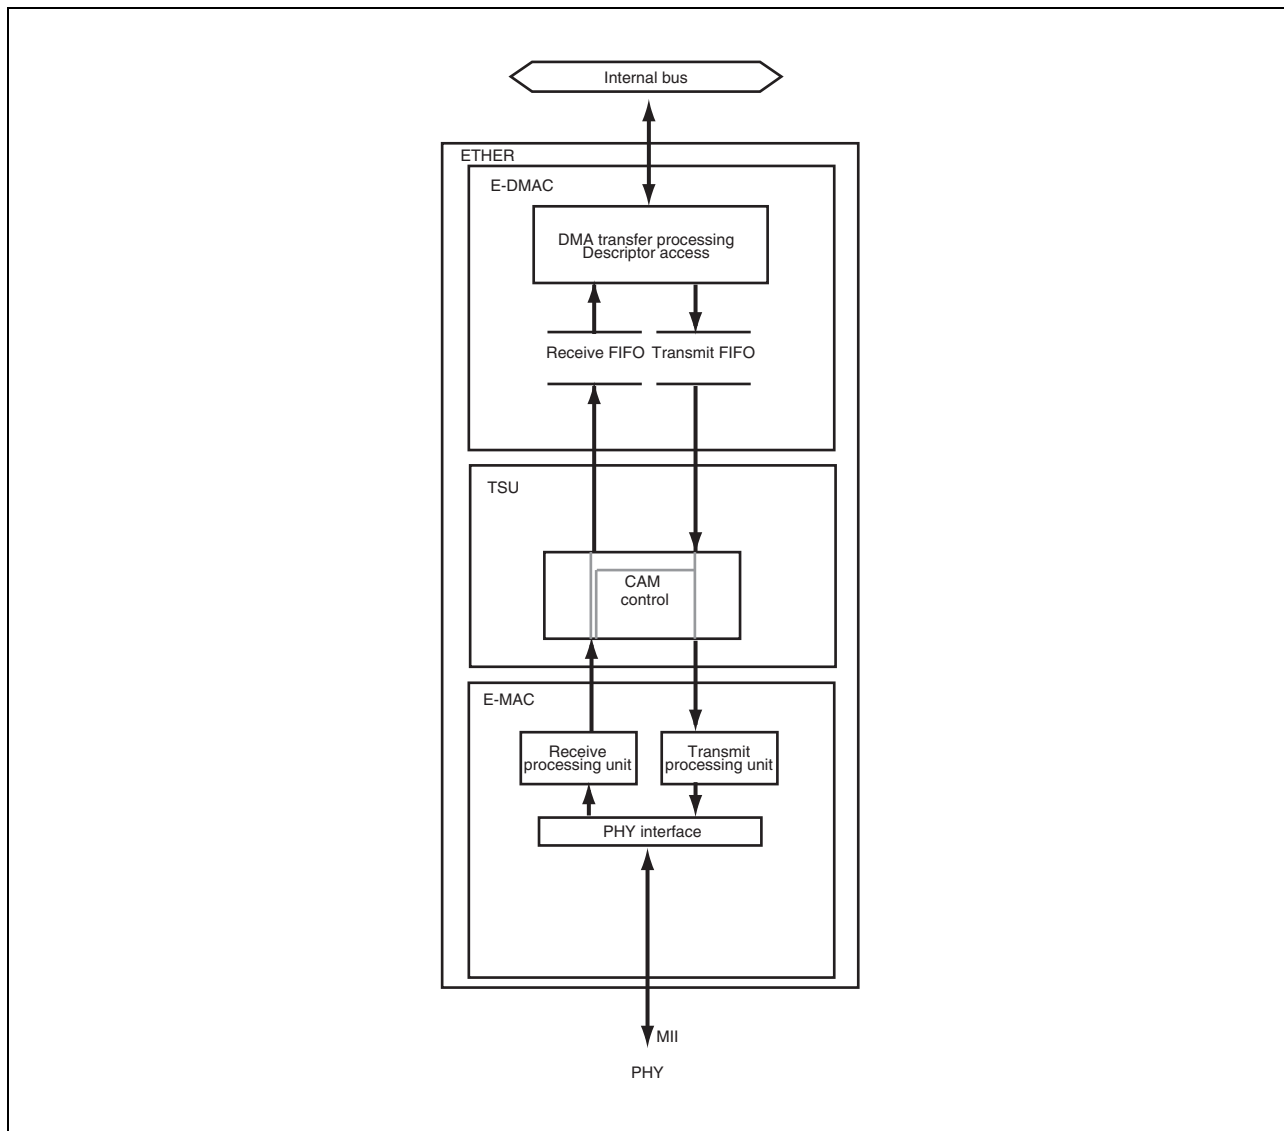 Internal bus
ETHER
E-DMAC
DMA transfer processing
Descriptor access
Receive FIFO
Transmit FIFO
TSU
CAM
control
E-MAC
Receive
processing unit
Transmit
processing unit
PHY interface
MII
PHY